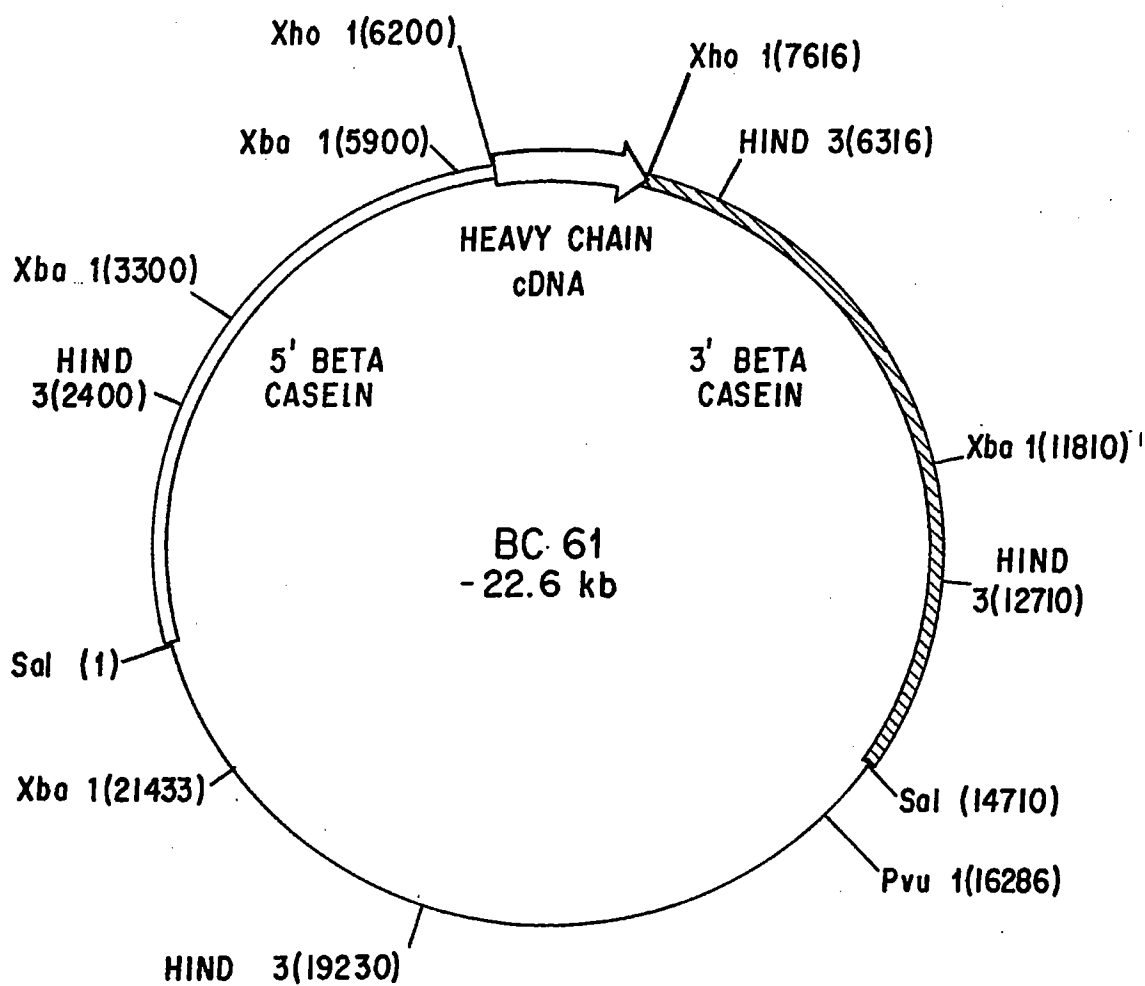 Xho 1(6200)
Xho 1(7616)
Xba 1(5900)
HIND 3(6316)
HEAVY CHAIN
cDNA
Xba 1(3300)
HIND
3(2400)
5' BETA
CASEIN
3' BETA
CASEIN
Xba 1(11810)
BC 61
-22.6 kb
HIND
3(12710)
Sal (1)
Xba 1(21433)
Sal (14710)
Pvu 1(16286)
HIND 3(19230)